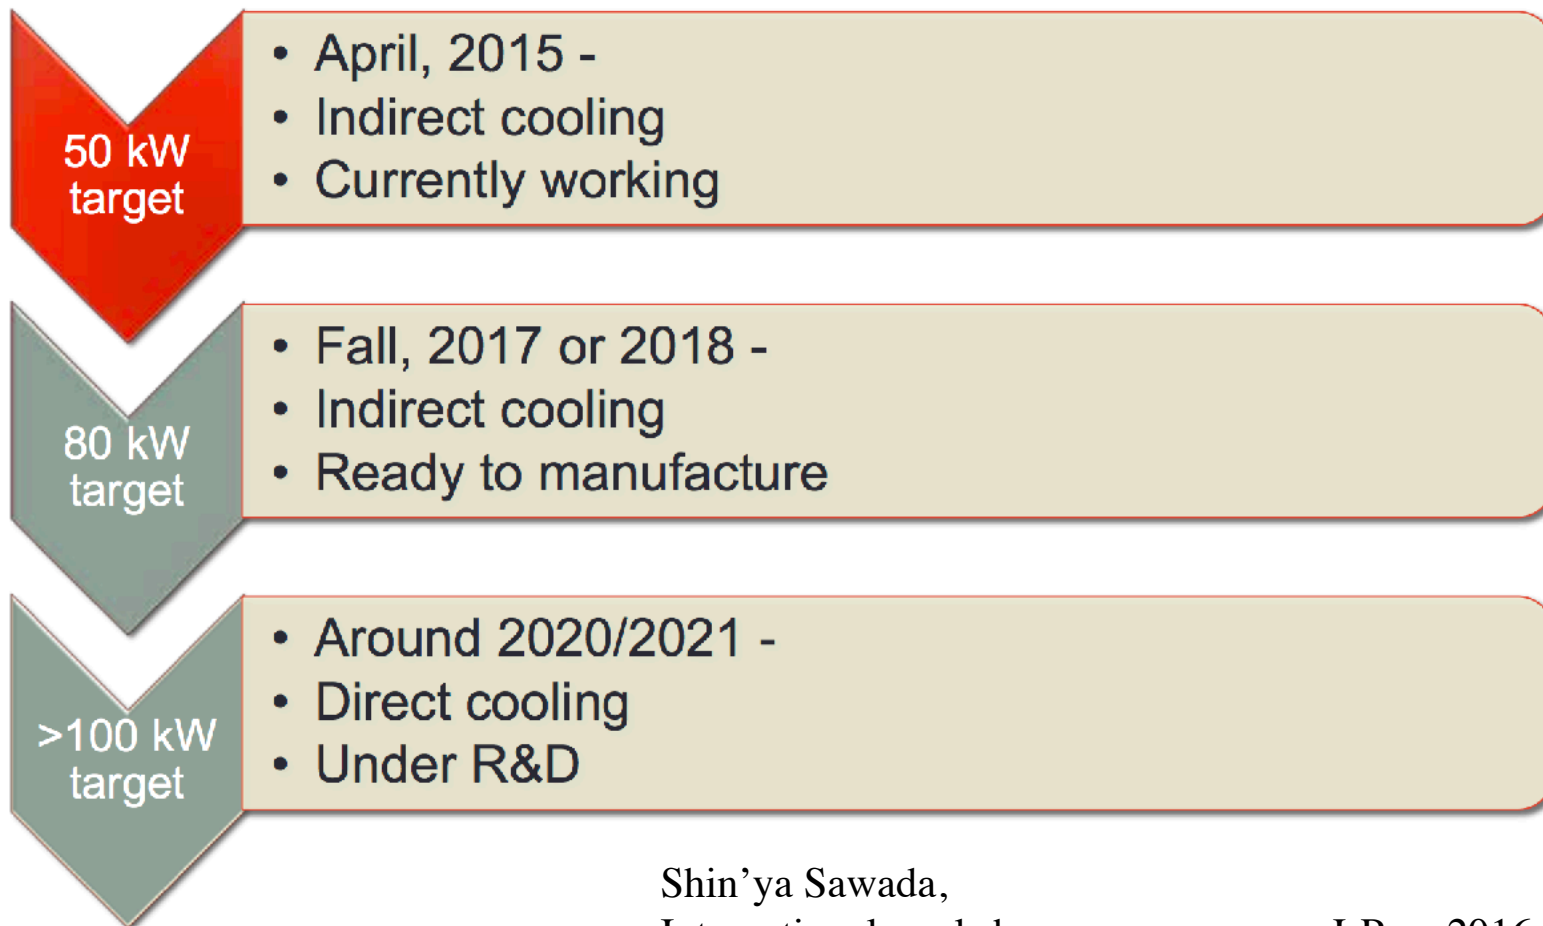 50 kW
target
• April, 2015 -
• Indirect cooling
• Currently working
80 kW
target
• Fall, 2017 or 2018 -
• Indirect cooling
• Ready to manufacture
>100 kW
target
• Around 2020/2021 -
• Direct cooling
• Under R&D
Shin’ya Sawada,
2016